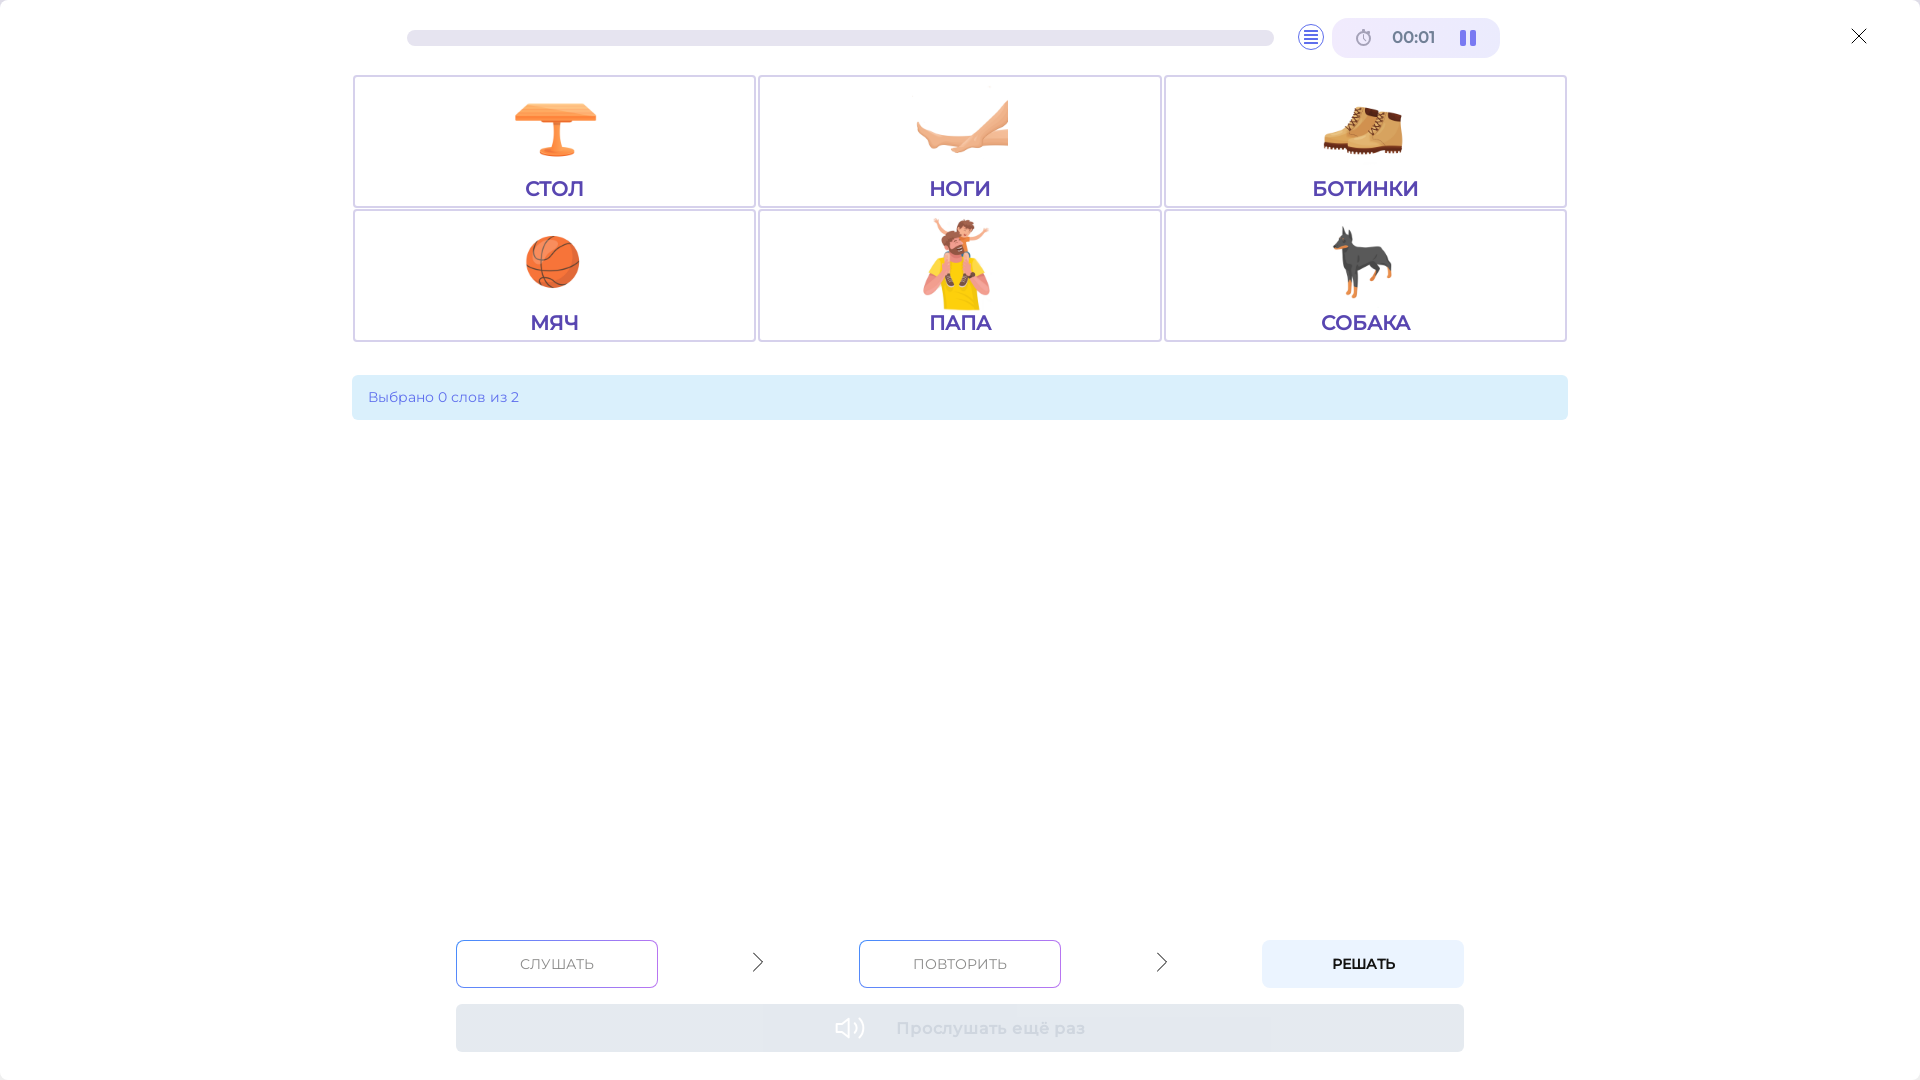 00:01
СТОЛ
НОГИ
БОТИНКИ
МЯЧ
ПАПА
СОБАКА
Выбрано 0 слов из 2
СЛУШАТЬ
ПОВТОРИТЬ
РЕШАТЬ
Прослушать ещё раз